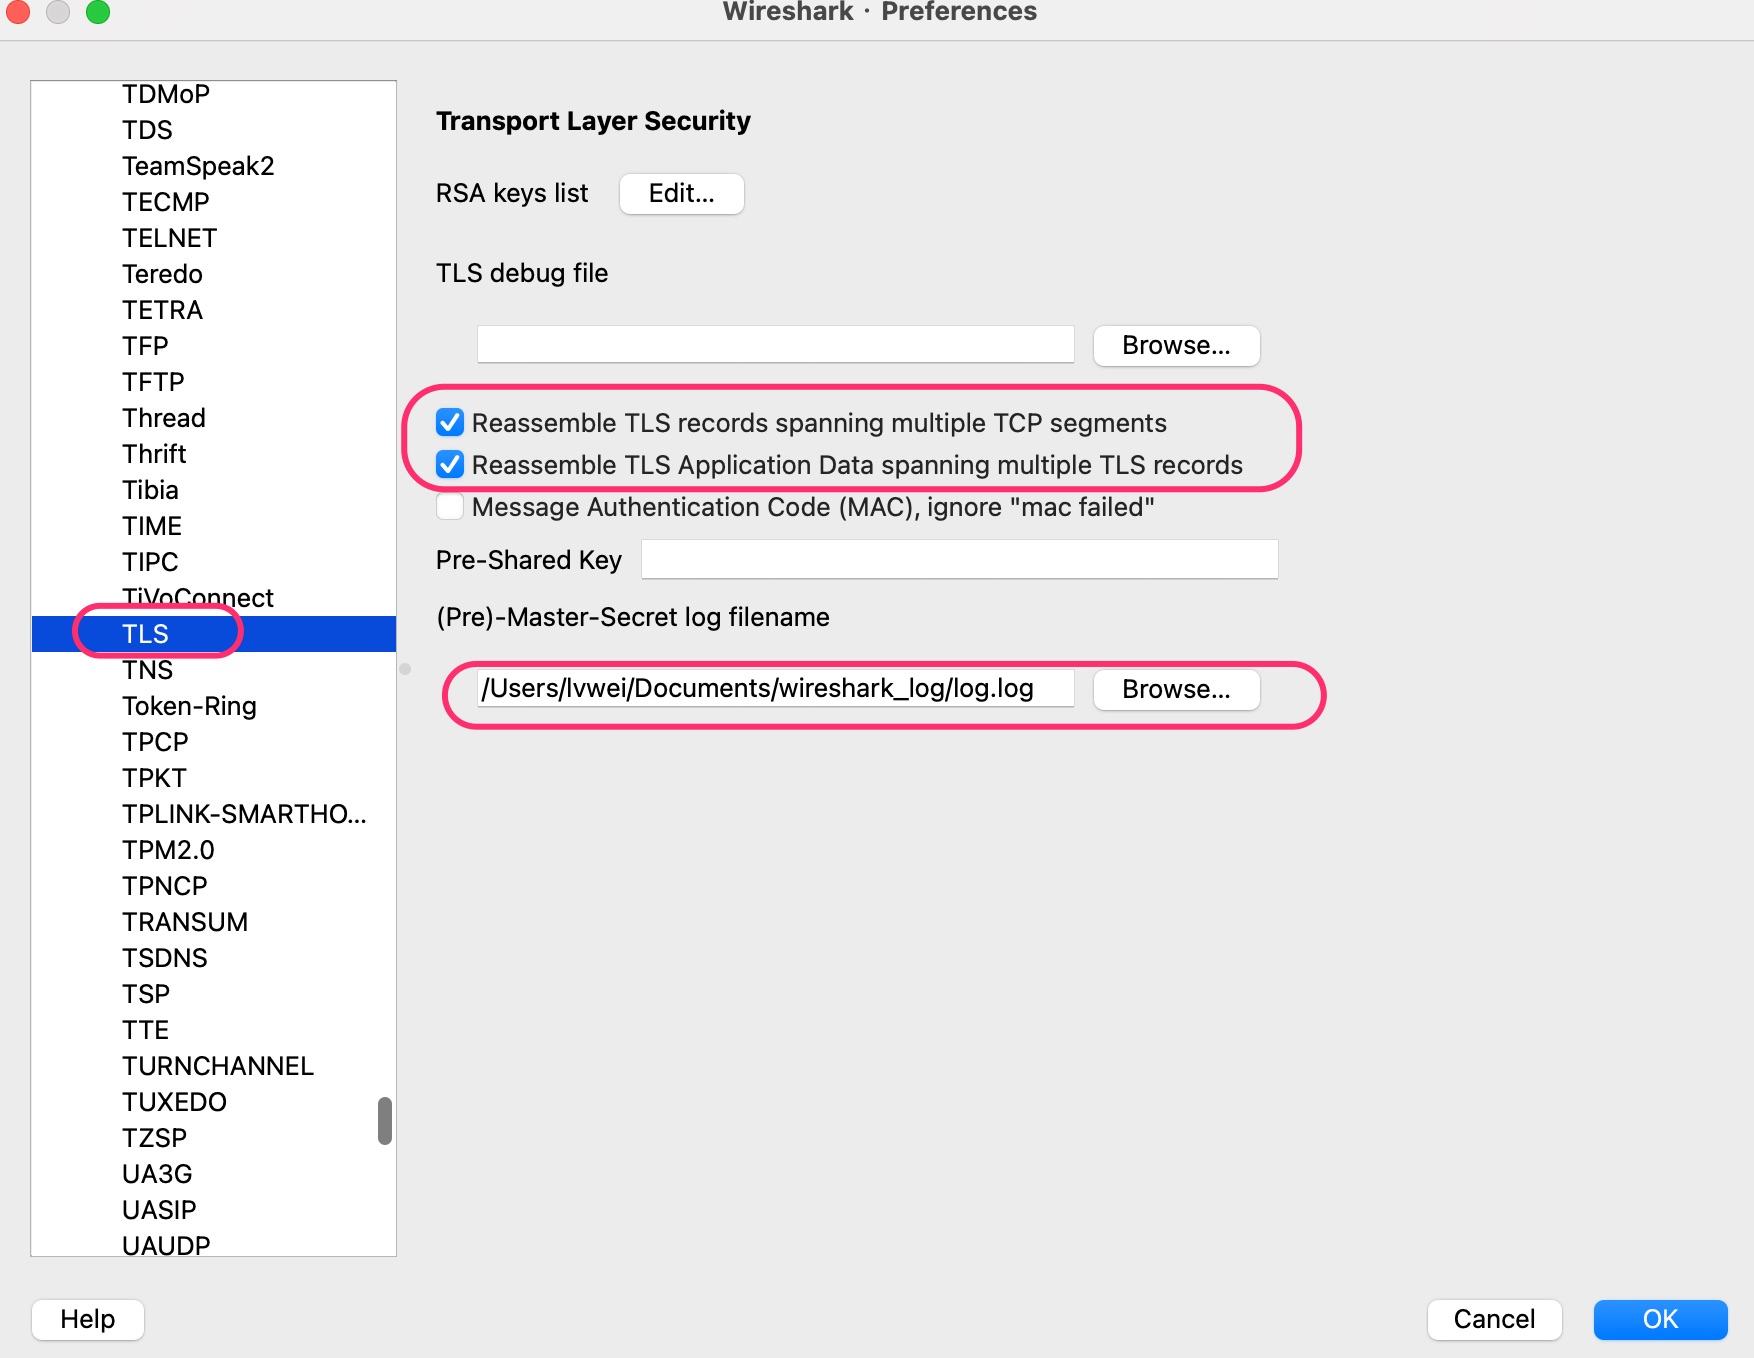 Wireshark · Preferences
TDMoP
TDS
TeamSpeak2
TECMP
TELNET
Teredo
TETRA
TFP
TFTP
Thread
Thrift
Tibia
TIME
TIPC
TiVoConnect
TLS
TNS
Token-Ring
TPCP
TPKT
TPLINK-SMARTHO...
TPM2.0
TPNCP
TRANSUM
TSDNS
TSP
TTE
TURNCHANNEL
TUXEDO
TZSP
UA3G
UASIP
UAUDP
Transport Layer Security
RSA keys list Edit...
TLS debug file
Browse...
Reassemble TLS records spanning multiple TCP segments
Reassemble TLS Application Data spanning multiple TLS records
Message Authentication Code (MAC), ignore "mac failed"
Pre-Shared Key
(Pre)-Master-Secret log filename
/Users/lvwei/Documents/wireshark_log/log.log Browse...
Help Cancel OK